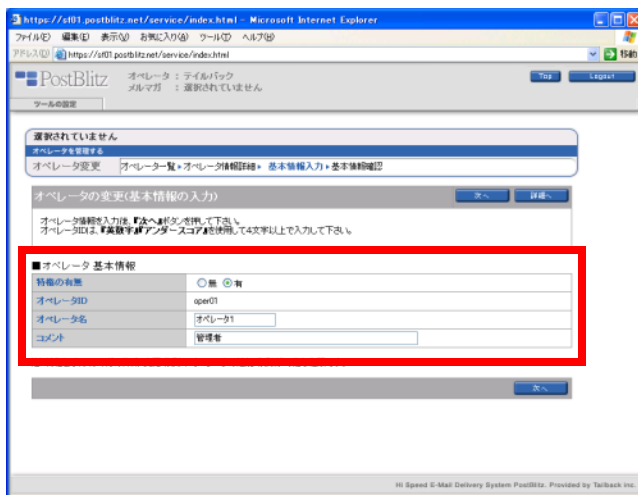 https://sf01.postblitz.net/service/index.html - Microsoft Internet Explorer
ファイル(F) 編集(E) 表示(V) お気に入り(A) ツール(T) ヘルプ(H)
アドレス(D) https://sf01.postblitz.net/service/index.html 移動
PostBlitz オペレータ : テイルバック Top Logout
メルマガ : 選択されていません
ツールの設定
選択されていません
オペレータを管理する
オペレータ変更 オペレーター覧▶オペレータ情報詳細▶ 基本情報入力▶基本情報確認
オペレータの変更(基本情報の入力) 次へ 詳細へ
オペレータ情報を入力後、『次へ』ボタンを押して下さい。
オペレータIDは、『英数字』『アンダースコア』を使用して4文字以上で入力して下さい。
■オペレータ 基本情報
特権の有無 無 有
オペレータID oper01
オペレータ名 オペレータ1
コメント 管理者
次へ
Hi Speed E-Mail Delivery System PostBlitz. Provided by Tailback inc.